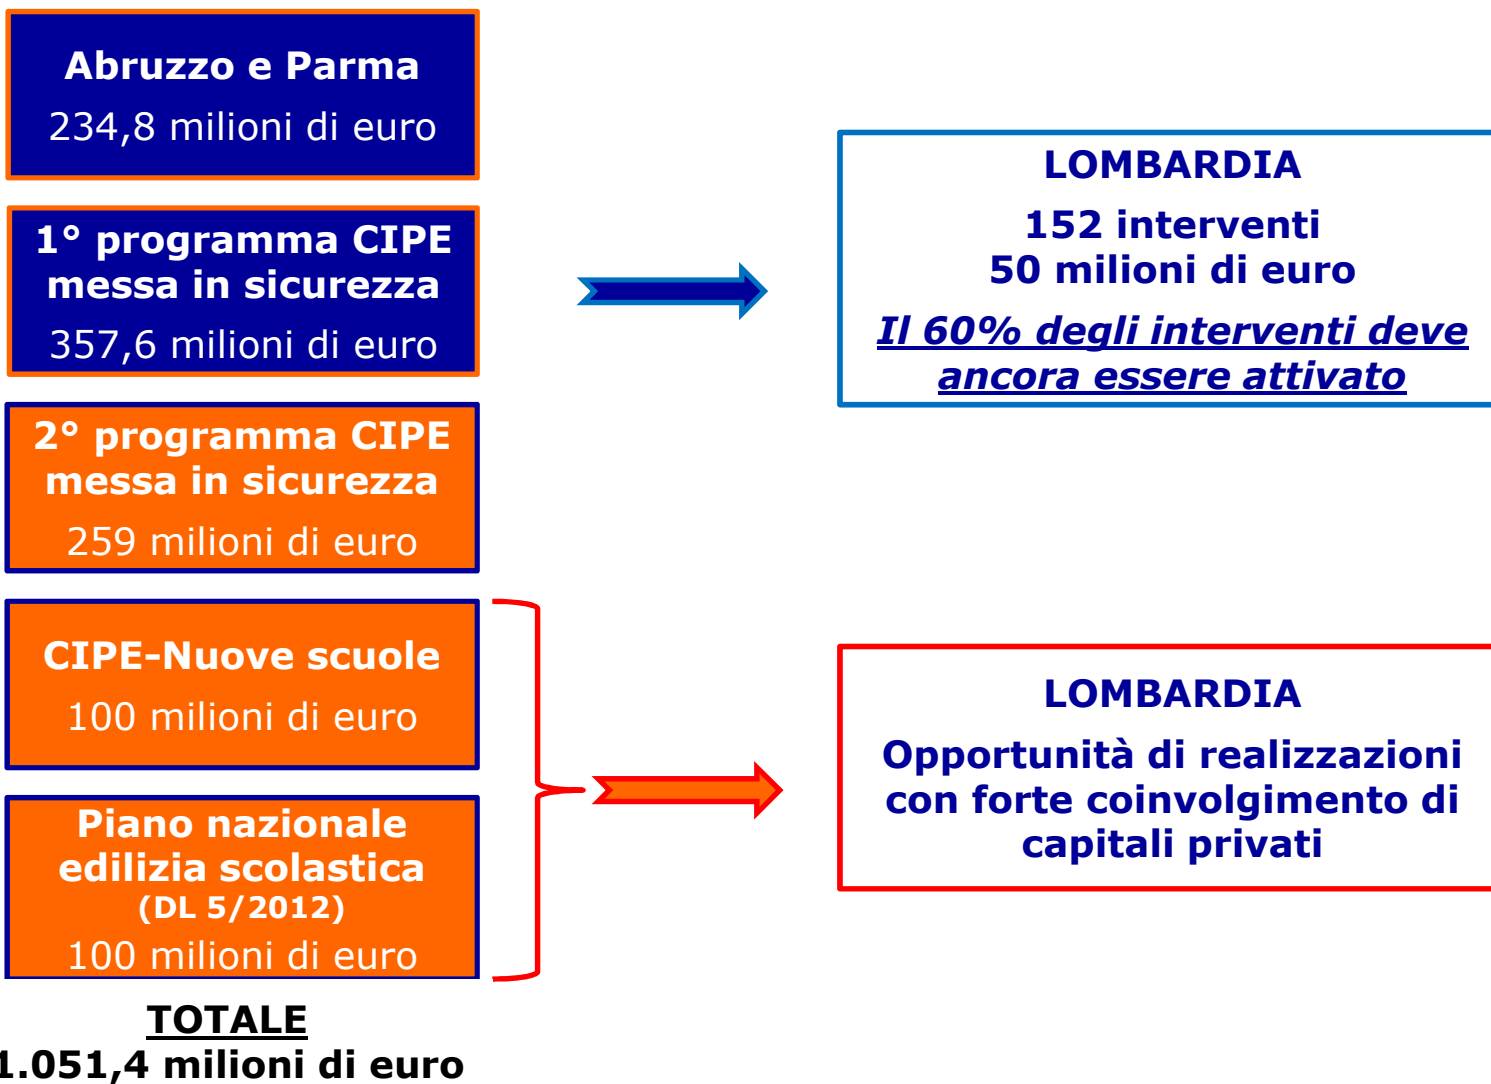 Abruzzo e Parma
234,8 milioni di euro
1° programma CIPE
messa in sicurezza
357,6 milioni di euro
2° programma CIPE
messa in sicurezza
259 milioni di euro
CIPE-Nuove scuole
100 milioni di euro
Piano nazionale
edilizia scolastica
(DL 5/2012)
100 milioni di euro
TOTALE
1.051,4 milioni di euro
LOMBARDIA
152 interventi
50 milioni di euro
Il 60% degli interventi deve
ancora essere attivato
LOMBARDIA
Opportunità di realizzazioni
con forte coinvolgimento di
capitali privati